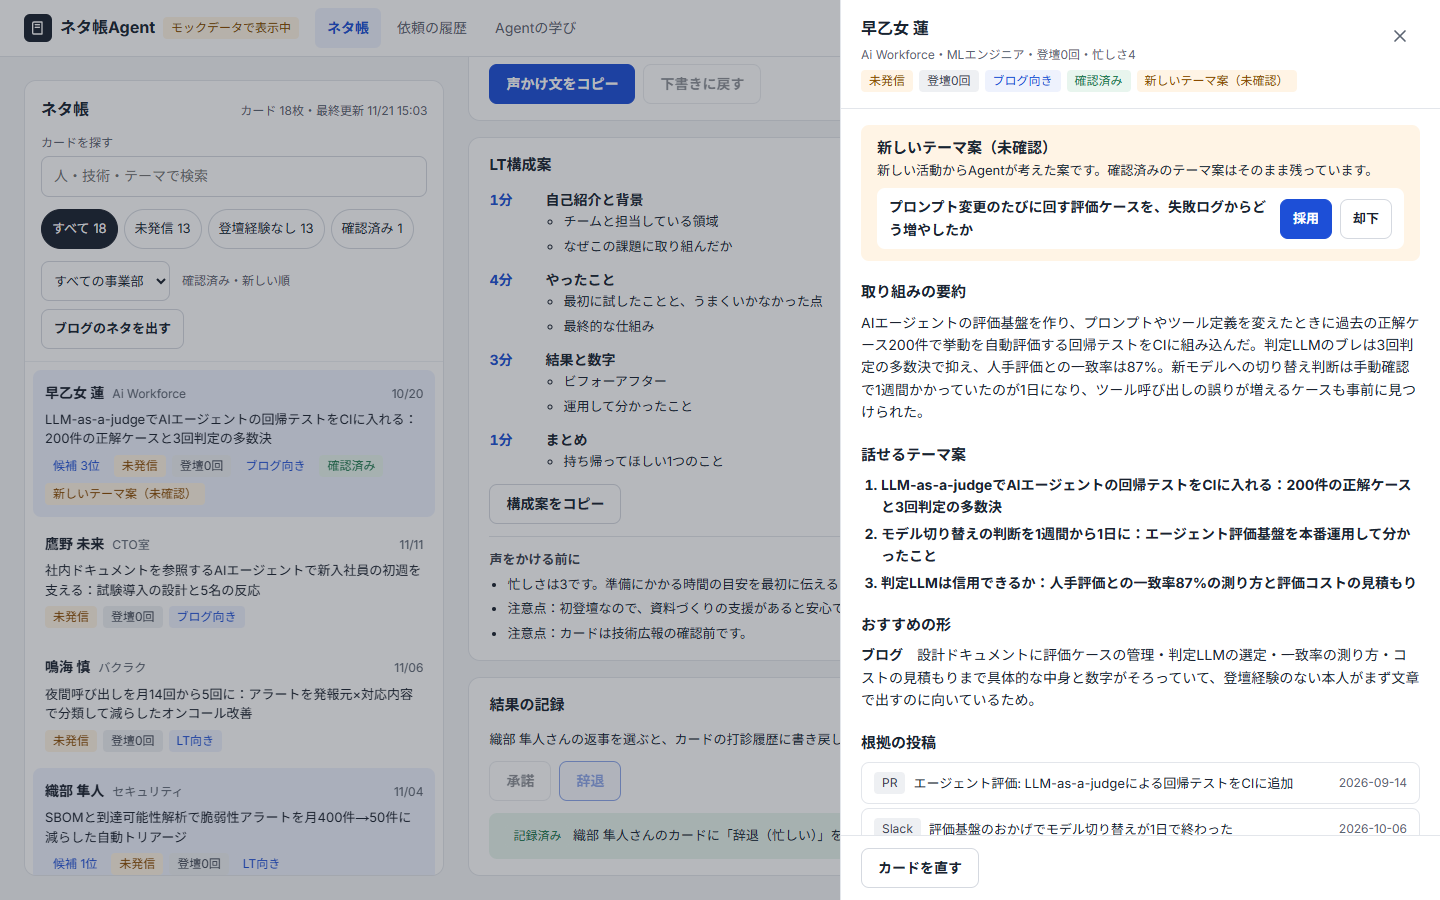 ネタ帳Agent
モックデータで表示中
ネタ帳
依頼の履歴
Agentの学び
ネタ帳
カード 18枚・最終更新 11/21 15:03
カードを探す
人・技術・テーマで検索
すべて 18
未発信 13
登壇経験なし 13
確認済み 1
すべての事業部
確認済み・新しい順
ブログのネタを出す
早乙女 蓮 Ai Workforce 10/20
LLM-as-a-judgeでAIエージェントの回帰テストをCIに入れる：
200件の正解ケースと3回判定の多数決
候補 3位 未発信 登壇0回 ブログ向き 確認済み
新しいテーマ案（未確認）
鷹野 未来 CTO室 11/11
社内ドキュメントを参照するAIエージェントで新入社員の初週を
支える：試験導入の設計と5名の反応
未発信 登壇0回 ブログ向き
鳴海 慎 バクラク 11/06
夜間呼び出しを月14回から5回に：アラートを発報元×対応内容
で分類して減らしたオンコール改善
未発信 登壇0回 LT向き
織部 隼人 セキュリティ 11/04
SBOMと到達可能性解析で脆弱性アラートを月400件→50件に
減らした自動トリアージ
候補 1位 未発信 登壇0回 LT向き
声かけ文をコピー
下書きに戻す
LT構成案
1分 自己紹介と背景
チームと担当している領域
なぜこの課題に取り組んだか
4分 やったこと
最初に試したことと、うまくいかなかった点
最終的な仕組み
3分 結果と数字
ビフォーアフター
運用して分かったこと
1分 まとめ
持ち帰ってほしい1つのこと
構成案をコピー
声をかける前に
忙しさは3です。準備にかかる時間の目安を最初に伝える
注意点：初登壇なので、資料づくりの支援があると安心で
注意点：カードは技術広報の確認前です。
結果の記録
織部 隼人さんの返事を選ぶと、カードの打診履歴に書き戻し
承諾
辞退
記録済み 織部 隼人さんのカードに「辞退（忙しい）」を
早乙女 蓮
Ai Workforce・MLエンジニア・登壇0回・忙しさ4
未発信 登壇0回 ブログ向き 確認済み 新しいテーマ案（未確認）
新しいテーマ案（未確認）
新しい活動からAgentが考えた案です。確認済みのテーマ案はそのまま残っています。
プロンプト変更のたびに回す評価ケースを、失敗ログからど
う増やしたか
採用
却下
取り組みの要約
AIエージェントの評価基盤を作り、プロンプトやツール定義を変えたときに過去の正解ケ
ース200件で挙動を自動評価する回帰テストをCIに組み込んだ。判定LLMのブレは3回判
定の多数決で抑え、人手評価との一致率は87%。新モデルへの切り替え判断は手動確認
で1週間かかっていたのが1日になり、ツール呼び出しの誤りが増えるケースも事前に見つ
けられた。
話せるテーマ案
1. LLM-as-a-judgeでAIエージェントの回帰テストをCIに入れる：200件の正解ケース
と3回判定の多数決
2. モデル切り替えの判断を1週間から1日に：エージェント評価基盤を本番運用して分か
ったこと
3. 判定LLMは信用できるか：人手評価との一致率87%の測り方と評価コストの見積もり
おすすめの形
ブログ 設計ドキュメントに評価ケースの管理・判定LLMの選定・一致率の測り方・コ
ストの見積もりまで具体的な中身と数字がそろっていて、登壇経験のない本人がまず文章
で出すのに向いているため。
根拠の投稿
PR エージェント評価: LLM-as-a-judgeによる回帰テストをCIに追加 2026-09-14
Slack 評価基盤のおかげでモデル切り替えが1日で終わった 2026-10-06
カードを直す